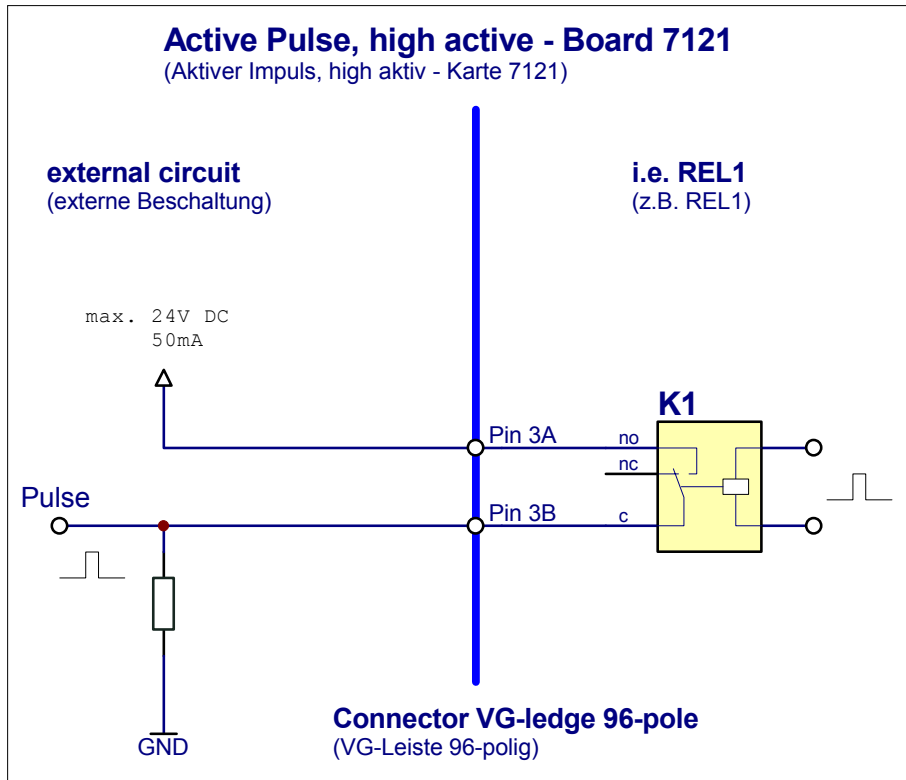 Active Pulse, high active - Board 7121
(Aktiver Impuls, high aktiv - Karte 7121)
external circuit
(externe Beschaltung)
i.e. REL1
(z.B. REL1)
max. 24V DC
50mA
K1
Pin 3A
no
nc
Pulse
Pin 3B
c
GND
Connector VG-ledge 96-pole
(VG-Leiste 96-polig)